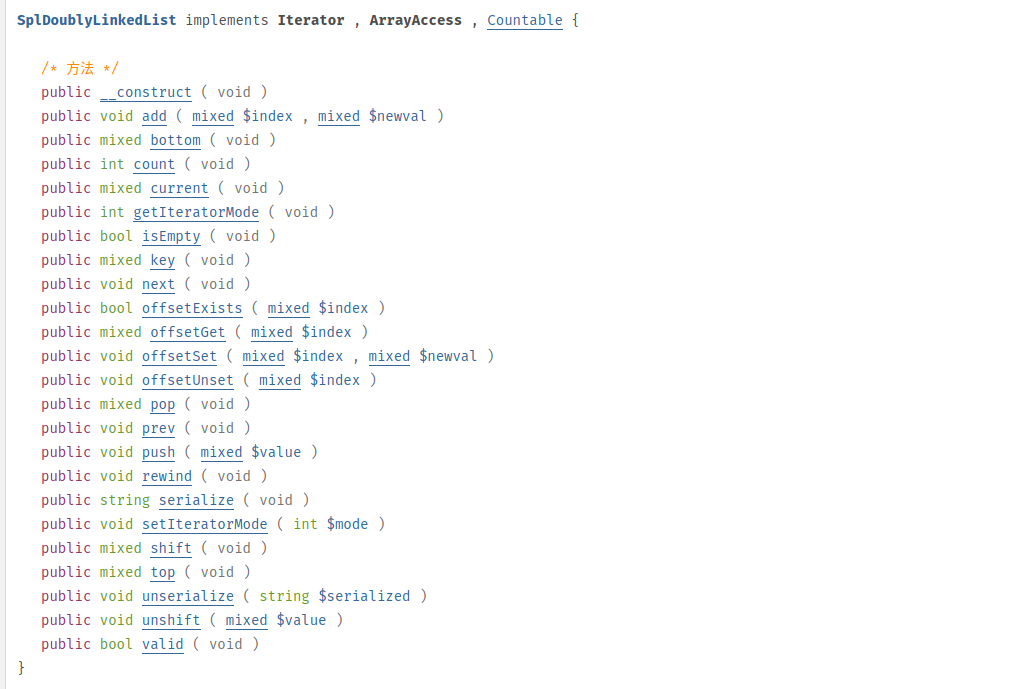 SplDoublyLinkedList implements Iterator , ArrayAccess , Countable {
/* 方法 */
public __construct ( void )
public void add ( mixed $index , mixed $newval )
public mixed bottom ( void )
public int count ( void )
public mixed current ( void )
public int getIteratorMode ( void )
public bool isEmpty ( void )
public mixed key ( void )
public void next ( void )
public bool offsetExists ( mixed $index )
public mixed offsetGet ( mixed $index )
public void offsetSet ( mixed $index , mixed $newval )
public void offsetUnset ( mixed $index )
public mixed pop ( void )
public void prev ( void )
public void push ( mixed $value )
public void rewind ( void )
public string serialize ( void )
public void setIteratorMode ( int $mode )
public mixed shift ( void )
public mixed top ( void )
public void unserialize ( string $serialized )
public void unshift ( mixed $value )
public bool valid ( void )
}